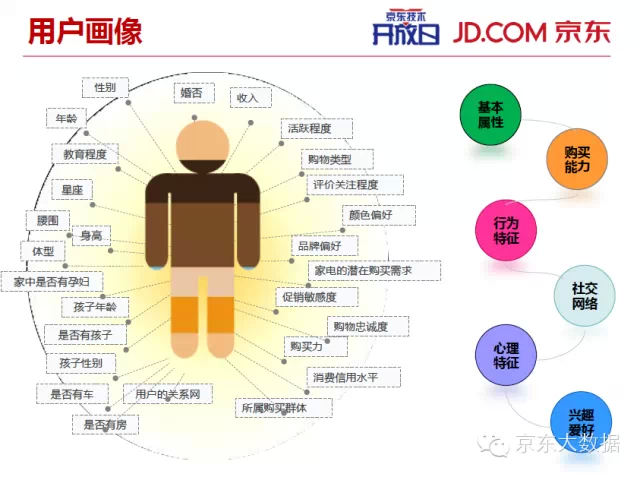 用户画像
京东技术
开放日
JD.COM 京东
性别
婚否
收入
年龄
活跃程度
教育程度
购物类型
星座
评价关注程度
腰围
身高
颜色偏好
体型
品牌偏好
家中是否有孕妇
家电的潜在购买需求
孩子年龄
促销敏感度
是否有孩子
购物忠诚度
孩子性别
购买力
是否有车
用户的关系网
消费信用水平
是否有房
所属购买群体
基本
属性
购买
能力
行为
特征
社交
网络
心理
特征
兴趣
爱好
京东大数据